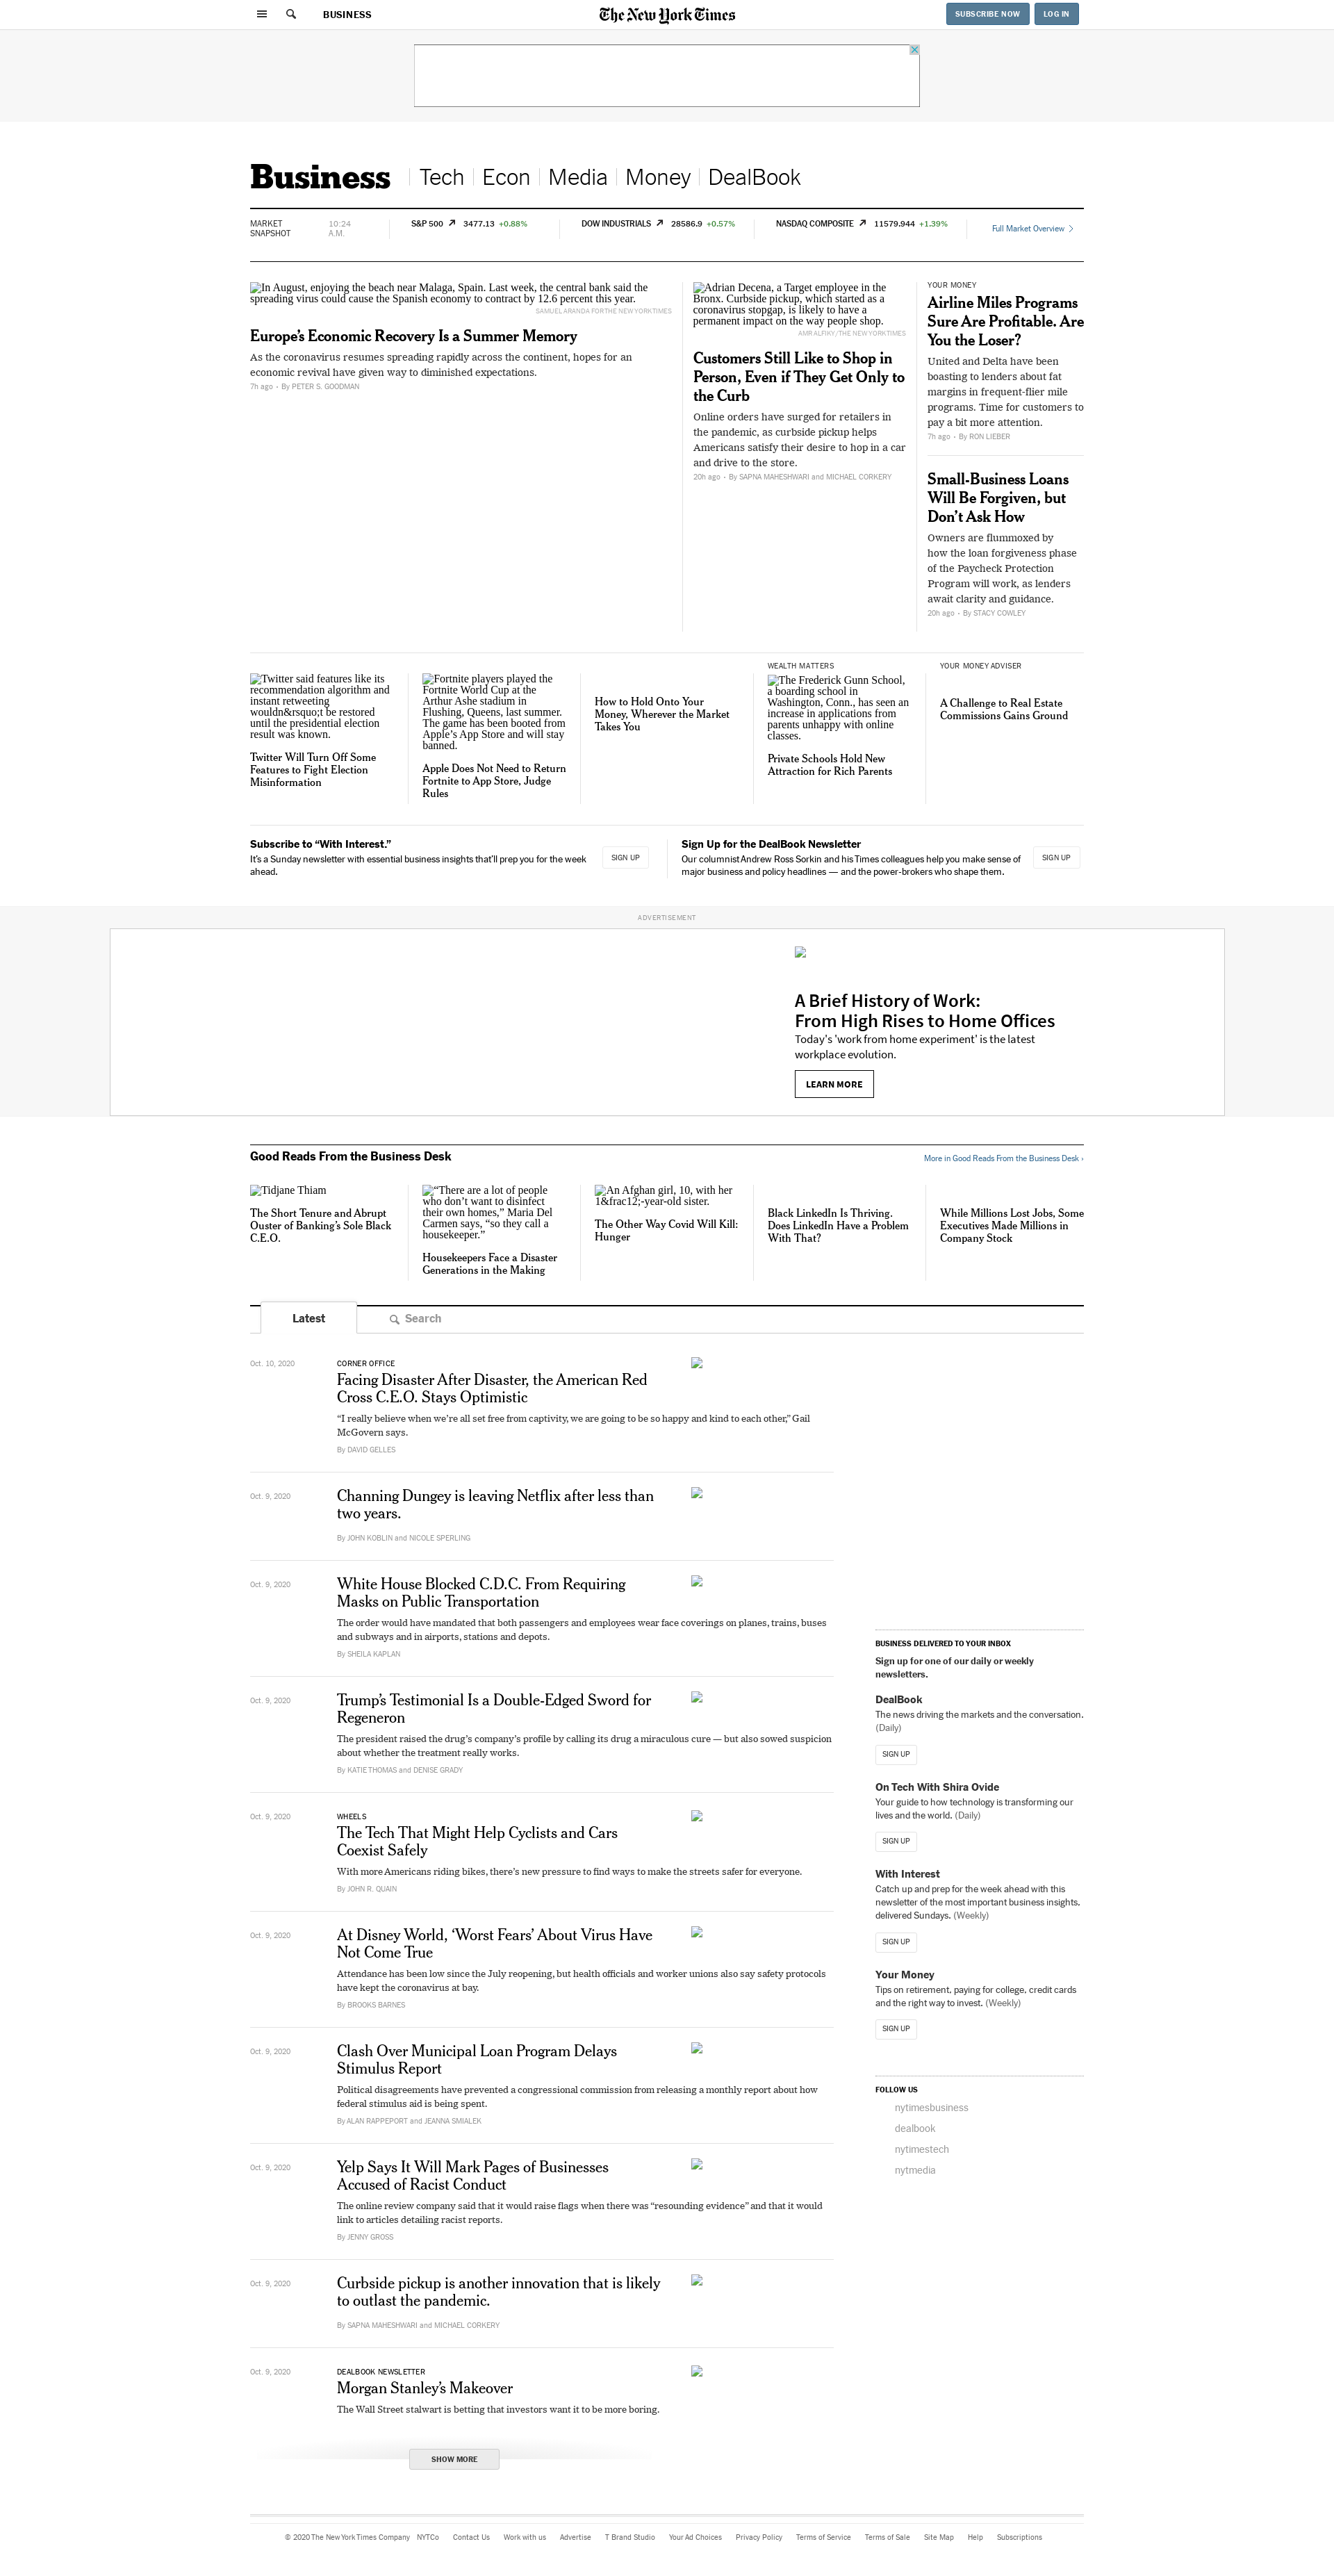 BUSINESS
The New York Times
SUBSCRIBE NOW
LOG IN
Business
Tech
Econ
Media
Money
DealBook
MARKET
SNAPSHOT
10:24
A.M.
S&P 500 3477.13 +0.88%
DOW INDUSTRIALS 28586.9 +0.57%
NASDAQ COMPOSITE 11579.944 +1.39%
Full Market Overview
In August, enjoying the beach near Malaga, Spain. Last week, the central bank said the
spreading virus could cause the Spanish economy to contract by 12.6 percent this year.
SAMUEL ARANDA FOR THE NEW YORK TIMES
Europe’s Economic Recovery Is a Summer Memory
As the coronavirus resumes spreading rapidly across the continent, hopes for an
economic revival have given way to diminished expectations.
7h ago • By PETER S. GOODMAN
Adrian Decena, a Target employee in the
Bronx. Curbside pickup, which started as a
coronavirus stopgap, is likely to have a
permanent impact on the way people shop.
AMR ALFIKY/THE NEW YORK TIMES
Customers Still Like to Shop in
Person, Even if They Get Only to
the Curb
Online orders have surged for retailers in
the pandemic, as curbside pickup helps
Americans satisfy their desire to hop in a car
and drive to the store.
20h ago • By SAPNA MAHESHWARI and MICHAEL CORKERY
YOUR MONEY
Airline Miles Programs
Sure Are Profitable. Are
You the Loser?
United and Delta have been
boasting to lenders about fat
margins in frequent-flier mile
programs. Time for customers to
pay a bit more attention.
7h ago • By RON LIEBER
Small-Business Loans
Will Be Forgiven, but
Don’t Ask How
Owners are flummoxed by
how the loan forgiveness phase
of the Paycheck Protection
Program will work, as lenders
await clarity and guidance.
20h ago • By STACY COWLEY
Twitter said features like its
recommendation algorithm and
instant retweeting
wouldn&rsquo;t be restored
until the presidential election
result was known.
Twitter Will Turn Off Some
Features to Fight Election
Misinformation
Fortnite players played the
Fortnite World Cup at the
Arthur Ashe stadium in
Flushing, Queens, last summer.
The game has been booted from
Apple’s App Store and will stay
banned.
Apple Does Not Need to Return
Fortnite to App Store, Judge
Rules
How to Hold Onto Your
Money, Wherever the Market
Takes You
WEALTH MATTERS
The Frederick Gunn School,
a boarding school in
Washington, Conn., has seen an
increase in applications from
parents unhappy with online
classes.
Private Schools Hold New
Attraction for Rich Parents
YOUR MONEY ADVISER
A Challenge to Real Estate
Commissions Gains Ground
Subscribe to “With Interest.”
It’s a Sunday newsletter with essential business insights that’ll prep you for the week
ahead.
SIGN UP
Sign Up for the DealBook Newsletter
Our columnist Andrew Ross Sorkin and his Times colleagues help you make sense of
major business and policy headlines — and the power-brokers who shape them.
SIGN UP
ADVERTISEMENT
A Brief History of Work:
From High Rises to Home Offices
Today's 'work from home experiment' is the latest
workplace evolution.
LEARN MORE
Good Reads From the Business Desk
More in Good Reads From the Business Desk ›
Tidjane Thiam
The Short Tenure and Abrupt
Ouster of Banking’s Sole Black
C.E.O.
“There are a lot of people
who don’t want to disinfect
their own homes,” Maria Del
Carmen says, “so they call a
housekeeper.”
Housekeepers Face a Disaster
Generations in the Making
An Afghan girl, 10, with her
1&frac12;-year-old sister.
The Other Way Covid Will Kill:
Hunger
Black LinkedIn Is Thriving.
Does LinkedIn Have a Problem
With That?
While Millions Lost Jobs, Some
Executives Made Millions in
Company Stock
Latest
Search
Oct. 10, 2020
CORNER OFFICE
Facing Disaster After Disaster, the American Red
Cross C.E.O. Stays Optimistic
“I really believe when we’re all set free from captivity, we are going to be so happy and kind to each other,” Gail
McGovern says.
By DAVID GELLES
Oct. 9, 2020
Channing Dungey is leaving Netflix after less than
two years.
By JOHN KOBLIN and NICOLE SPERLING
Oct. 9, 2020
White House Blocked C.D.C. From Requiring
Masks on Public Transportation
The order would have mandated that both passengers and employees wear face coverings on planes, trains, buses
and subways and in airports, stations and depots.
By SHEILA KAPLAN
Oct. 9, 2020
Trump’s Testimonial Is a Double-Edged Sword for
Regeneron
The president raised the drug’s company’s profile by calling its drug a miraculous cure — but also sowed suspicion
about whether the treatment really works.
By KATIE THOMAS and DENISE GRADY
Oct. 9, 2020
WHEELS
The Tech That Might Help Cyclists and Cars
Coexist Safely
With more Americans riding bikes, there’s new pressure to find ways to make the streets safer for everyone.
By JOHN R. QUAIN
Oct. 9, 2020
At Disney World, ‘Worst Fears’ About Virus Have
Not Come True
Attendance has been low since the July reopening, but health officials and worker unions also say safety protocols
have kept the coronavirus at bay.
By BROOKS BARNES
Oct. 9, 2020
Clash Over Municipal Loan Program Delays
Stimulus Report
Political disagreements have prevented a congressional commission from releasing a monthly report about how
federal stimulus aid is being spent.
By ALAN RAPPEPORT and JEANNA SMIALEK
Oct. 9, 2020
Yelp Says It Will Mark Pages of Businesses
Accused of Racist Conduct
The online review company said that it would raise flags when there was “resounding evidence” and that it would
link to articles detailing racist reports.
By JENNY GROSS
Oct. 9, 2020
Curbside pickup is another innovation that is likely
to outlast the pandemic.
By SAPNA MAHESHWARI and MICHAEL CORKERY
Oct. 9, 2020
DEALBOOK NEWSLETTER
Morgan Stanley’s Makeover
The Wall Street stalwart is betting that investors want it to be more boring.
SHOW MORE
BUSINESS DELIVERED TO YOUR INBOX
Sign up for one of our daily or weekly
newsletters.
DealBook
The news driving the markets and the conversation.
(Daily)
SIGN UP
On Tech With Shira Ovide
Your guide to how technology is transforming our
lives and the world. (Daily)
SIGN UP
With Interest
Catch up and prep for the week ahead with this
newsletter of the most important business insights,
delivered Sundays. (Weekly)
SIGN UP
Your Money
Tips on retirement, paying for college, credit cards
and the right way to invest. (Weekly)
SIGN UP
FOLLOW US
nytimesbusiness
dealbook
nytimestech
nytmedia
© 2020 The New York Times Company NYTCo Contact Us Work with us Advertise T Brand Studio Your Ad Choices Privacy Policy Terms of Service Terms of Sale Site Map Help Subscriptions